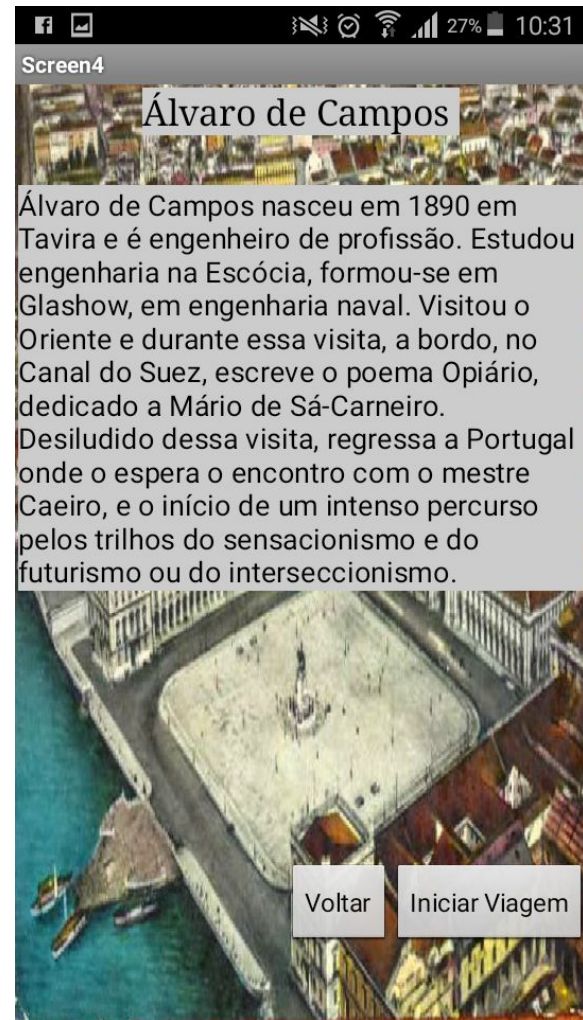 27% 10:31
Screen4
Álvaro de Campos
Álvaro de Campos nasceu em 1890 em
Tavira e é engenheiro de profissão. Estudou
engenharia na Escócia, formou-se em
Glashow, em engenharia naval. Visitou o
Oriente e durante essa visita, a bordo, no
Canal do Suez, escreve o poema Opiário,
dedicado a Mário de Sá-Carneiro.
Desiludido dessa visita, regressa a Portugal
onde o espera o encontro com o mestre
Caeiro, e o início de um intenso percurso
pelos trilhos do sensacionismo e do
futurismo ou do interseccionismo.
Voltar Iniciar Viagem